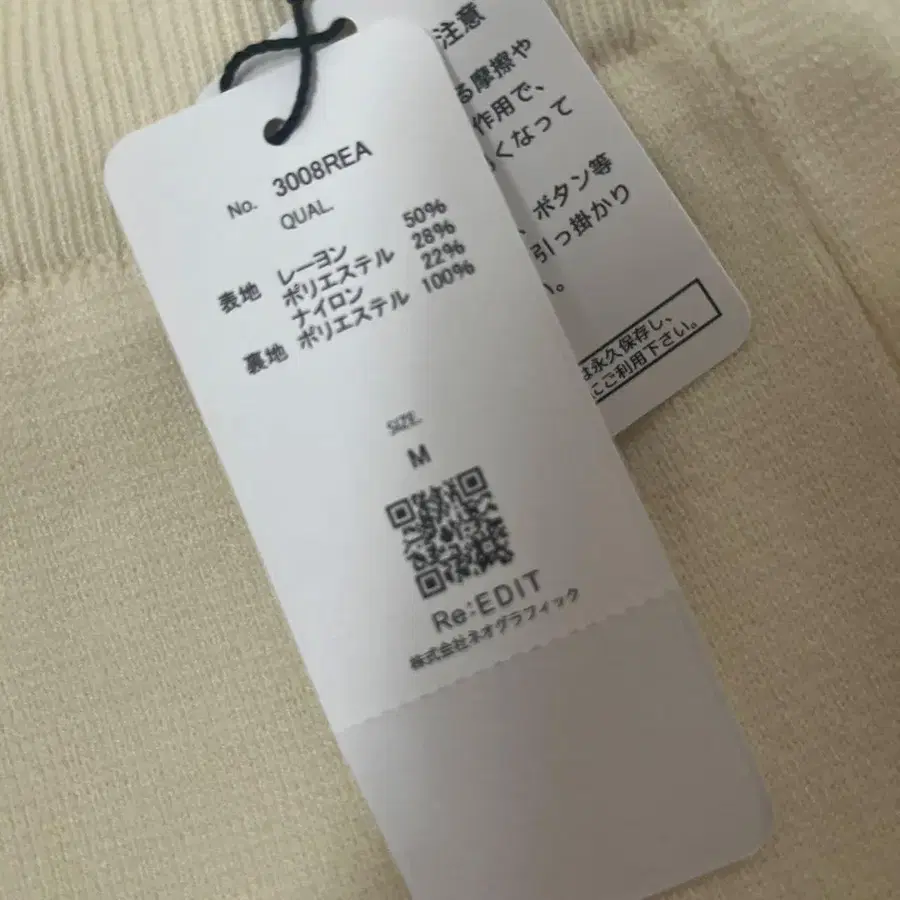 No. 3008REA
QUAL.
表地 レーヨン 50%
ポリエステル 28%
ナイロン 22%
裏地 ポリエステル 100%
SIZE.
M
Re:EDIT
株式会社ネオグラフィック
注意
る摩擦や
作用で、
くなって
、ボタン等
引っ掛かり
い。
は永久保存し、
にご利用下さい。